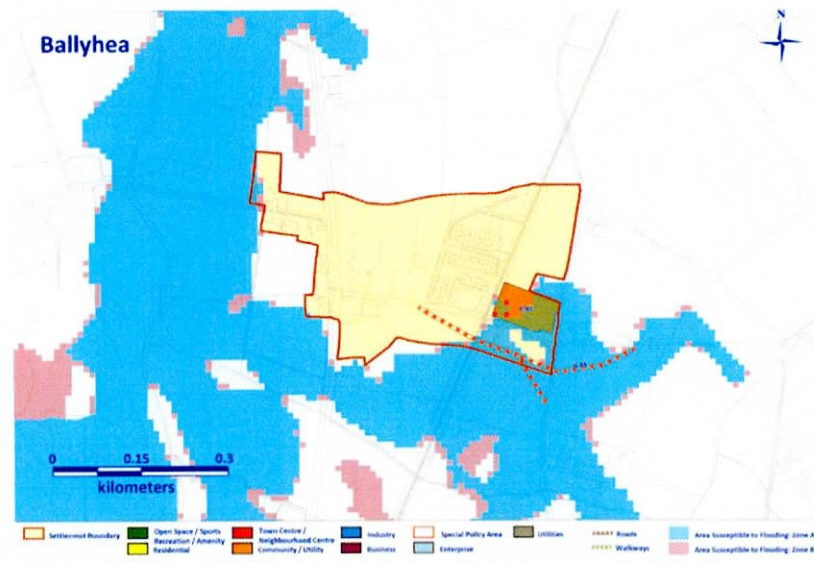 N
Ballyhea
0 0.15 0.3
kilometers
Settlement Boundary
Open Space / Sports
Recreation / Amenity
Residential
Town Centre /
Neighbourhood Centre
Community / Utility
Industry
Business
Special Policy Area
Enterprise
Utilities
Roads
Walkways
Area Susceptible to Flooding: Zone A
Area Susceptible to Flooding: Zone B